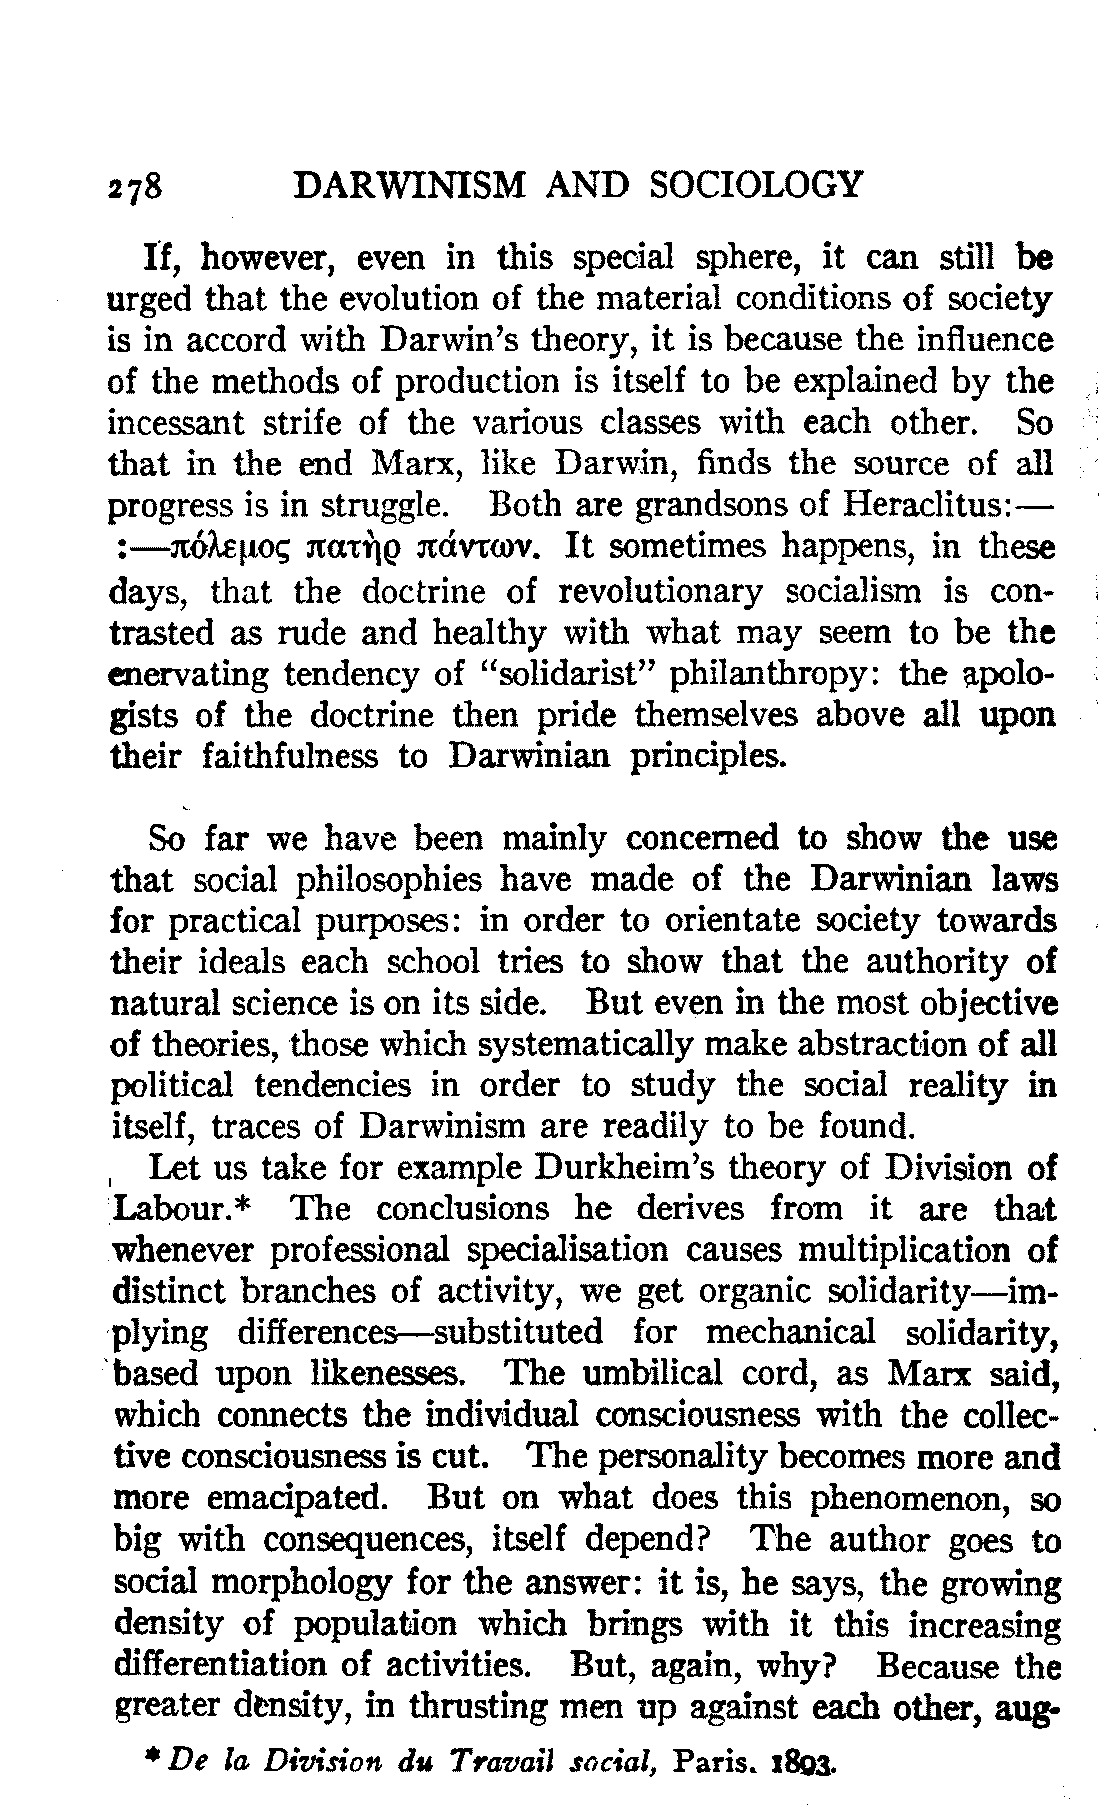 278 DARWINISM AND SOCIOLOGY
If, however, even in this special sphere, it can still be
urged that the evolution of the material conditions of society
is in accord with Darwin's theory, it is because the influence
of the methods of production is itself to be explained by the
incessant strife of the various classes with each other. So
that in the end Marx, like Darwin, finds the source of all
progress is in struggle. Both are grandsons of Heraclitus:—
:—πόλεμος πατὴρ πάντων. It sometimes happens, in these
days, that the doctrine of revolutionary socialism is con-
trasted as rude and healthy with what may seem to be the
enervating tendency of "solidarist" philanthropy: the apolo-
gists of the doctrine then pride themselves above all upon
their faithfulness to Darwinian principles.
So far we have been mainly concerned to show the use
that social philosophies have made of the Darwinian laws
for practical purposes: in order to orientate society towards
their ideals each school tries to show that the authority of
natural science is on its side. But even in the most objective
of theories, those which systematically make abstraction of all
political tendencies in order to study the social reality in
itself, traces of Darwinism are readily to be found.
Let us take for example Durkheim's theory of Division of
Labour.* The conclusions he derives from it are that
whenever professional specialisation causes multiplication of
distinct branches of activity, we get organic solidarity—im-
plying differences—substituted for mechanical solidarity,
based upon likenesses. The umbilical cord, as Marx said,
which connects the individual consciousness with the collec-
tive consciousness is cut. The personality becomes more and
more emacipated. But on what does this phenomenon, so
big with consequences, itself depend? The author goes to
social morphology for the answer: it is, he says, the growing
density of population which brings with it this increasing
differentiation of activities. But, again, why? Because the
greater density, in thrusting men up against each other, aug-
* De la Division du Travail social, Paris. 1893.